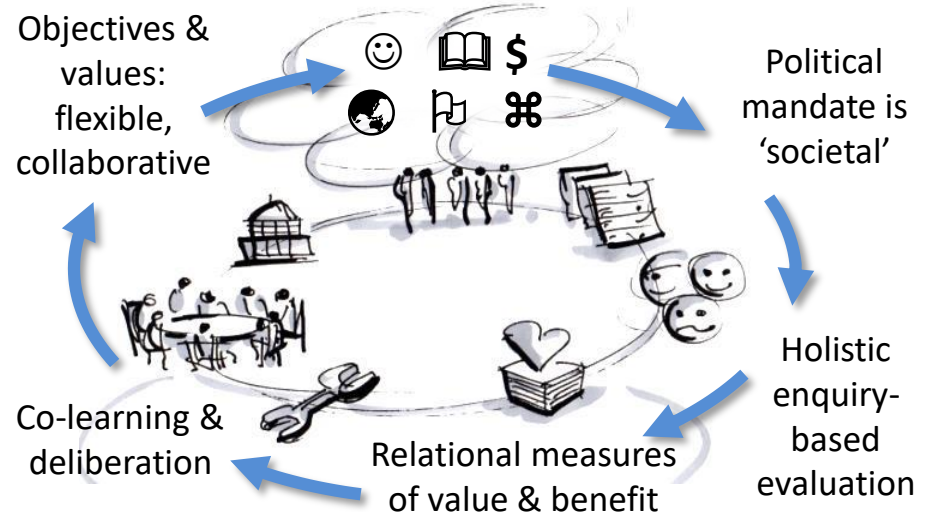 Objectives &
values:
flexible,
collaborative
$
Political
mandate is
‘societal’
Holistic
enquiry-
based
evaluation
Relational measures
of value & benefit
Co-learning &
deliberation